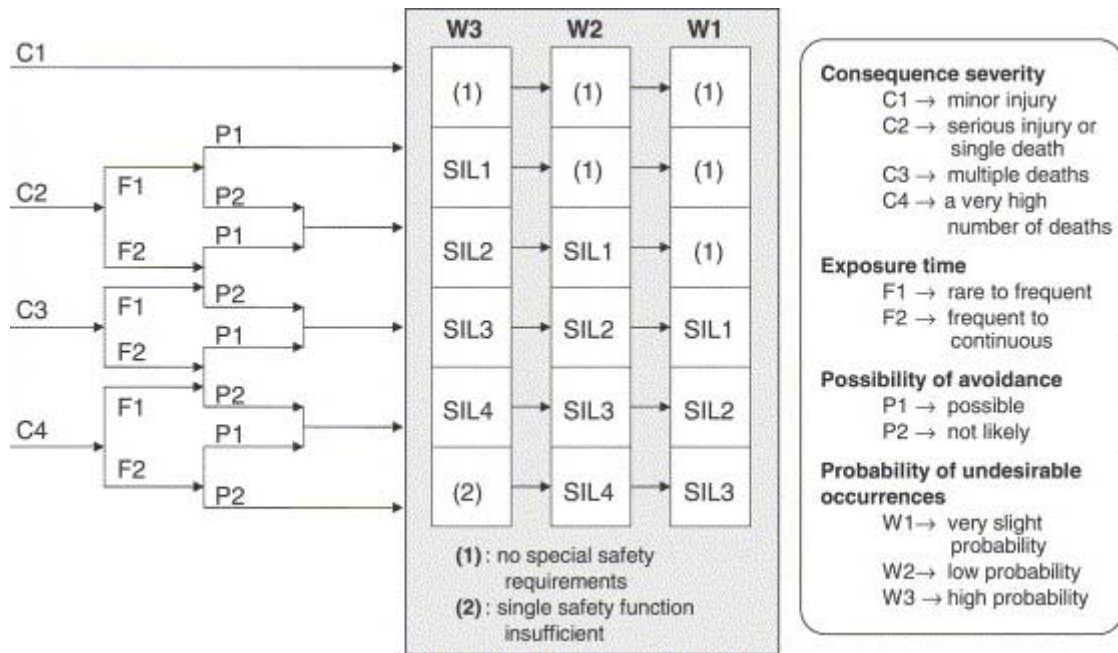 W3 W2 W1
C1
(1) (1) (1)
P1
SIL1 (1) (1)
F1
C2
P2
P1
SIL2 SIL1 (1)
F2
P2
F1
C3
SIL3 SIL2 SIL1
P1
F2
P2
F1
SIL4 SIL3 SIL2
C4
P1
F2
P2
(2) SIL4 SIL3
(1) : no special safety
requirements
(2) : single safety function
insufficient
Consequence severity
C1 → minor injury
C2 → serious injury or
single death
C3 → multiple deaths
C4 → a very high
number of deaths
Exposure time
F1 → rare to frequent
F2 → frequent to
continuous
Possibility of avoidance
P1 → possible
P2 → not likely
Probability of undesirable
occurrences
W1→ very slight
probability
W2→ low probability
W3 → high probability